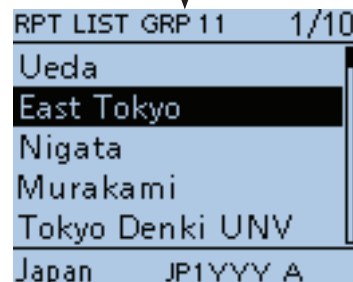 RPT LIST GRP 11 1/10
Ueda
East Tokyo
Nigata
Murakami
Tokyo Denki UNV
Japan JP1YYY A